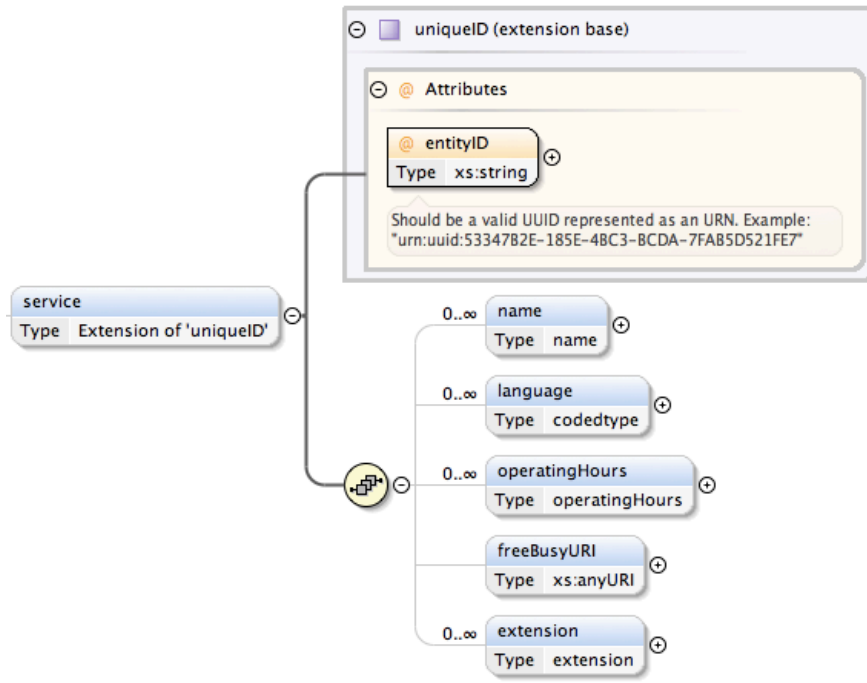 uniqueID (extension base)
@ Attributes
@ entityID
Type xs:string
Should be a valid UUID represented as an URN. Example:
"urn:uuid:53347B2E-185E-4BC3-BCDA-7FAB5D521FE7"
service
Type Extension of 'uniqueID'
0..∞ name
Type name
0..∞ language
Type codedtype
0..∞ operatingHours
Type operatingHours
freeBusyURI
Type xs:anyURI
0..∞ extension
Type extension